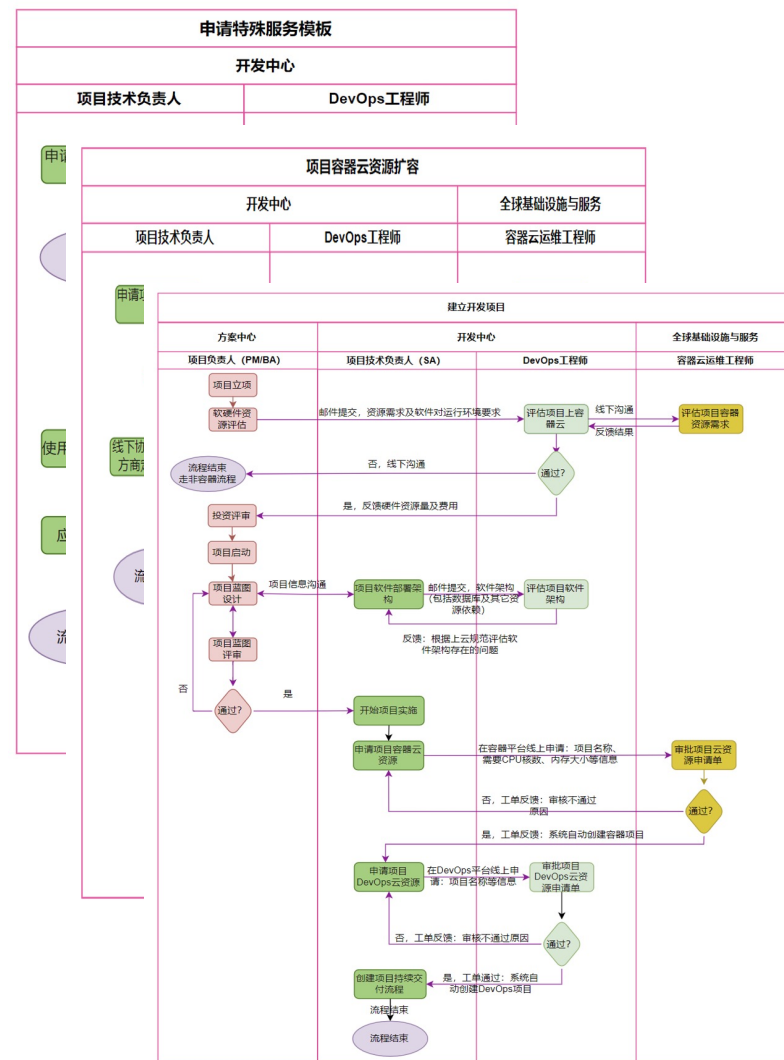 申请特殊服务模板
开发中心
项目技术负责人
DevOps工程师
申请
项目容器云资源扩容
开发中心
全球基础设施与服务
项目技术负责人
DevOps工程师
容器云运维工程师
申请项
使用
线下协
方商定
应
流
流
建立开发项目
方案中心
开发中心
全球基础设施与服务
项目负责人（PM/BA）
项目技术负责人（SA）
DevOps工程师
容器云运维工程师
项目立项
软硬件资
源评估
邮件提交，资源需求及软件对运行环境要求
评估项目上容
器云
线下沟通
反馈结果
评估项目容器
资源需求
通过？
否，线下沟通
流程结束
走非容器流程
是，反馈硬件资源量及费用
投资评审
项目启动
项目蓝图
设计
项目信息沟通
项目软件部署架
构
邮件提交，软件架构
（包括数据库及其它资
源依赖）
评估项目软件
架构
反馈：根据上云规范评估软
件架构存在的问题
项目蓝图
评审
否
通过？
是
开始项目实施
申请项目容器云
资源
在容器平台线上申请：项目名称、
需要CPU核数、内存大小等信息
审批项目云资
源申请单
通过？
否，工单反馈：审核不通过
原因
是，工单反馈：系统自动创建容器项目
申请项目
DevOps云资源
在DevOps平台线上申
请：项目名称等信息
审批项目
DevOps云资
源申请单
通过？
否，工单反馈：审核不通过原因
是，工单通过：系统自
动创建DevOps项目
创建项目持续交
付流程
流程结束
流程结束